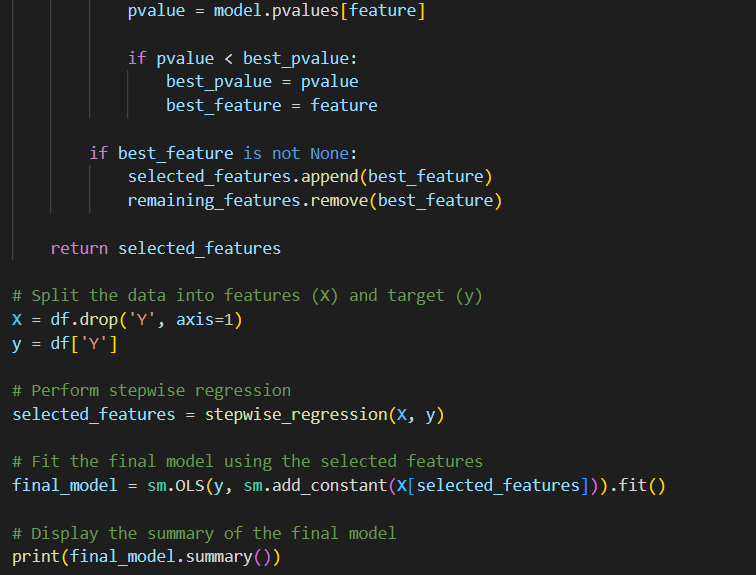 pvalue = model.pvalues[feature]
if pvalue < best_pvalue:
best_pvalue = pvalue
best_feature = feature
if best_feature is not None:
selected_features.append(best_feature)
remaining_features.remove(best_feature)
return selected_features
# Split the data into features (X) and target (y)
X = df.drop('Y', axis=1)
y = df['Y']
# Perform stepwise regression
selected_features = stepwise_regression(X, y)
# Fit the final model using the selected features
final_model = sm.OLS(y, sm.add_constant(X[selected_features])).fit()
# Display the summary of the final model
print(final_model.summary())